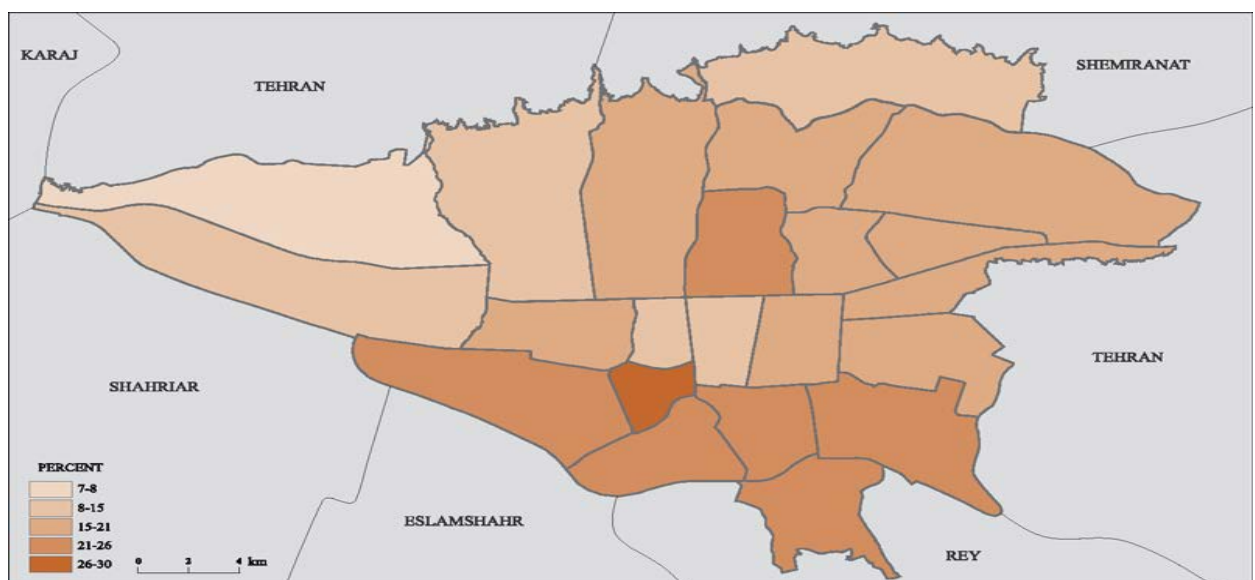 KARAJ
TEHRAN
SHEMIRANAT
TEHRAN
SHAHRIAR
ESLAMSHAHR
REY
PERCENT
7-8
8-15
15-21
21-26
26-30
0 2 4 km